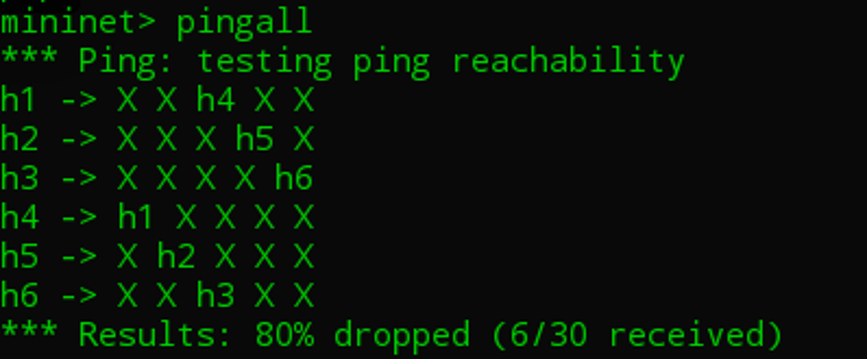 mininet> pingall
*** Ping: testing ping reachability
h1 -> X X h4 X X
h2 -> X X X h5 X
h3 -> X X X X h6
h4 -> h1 X X X X
h5 -> X h2 X X X
h6 -> X X h3 X X
*** Results: 80% dropped (6/30 received)